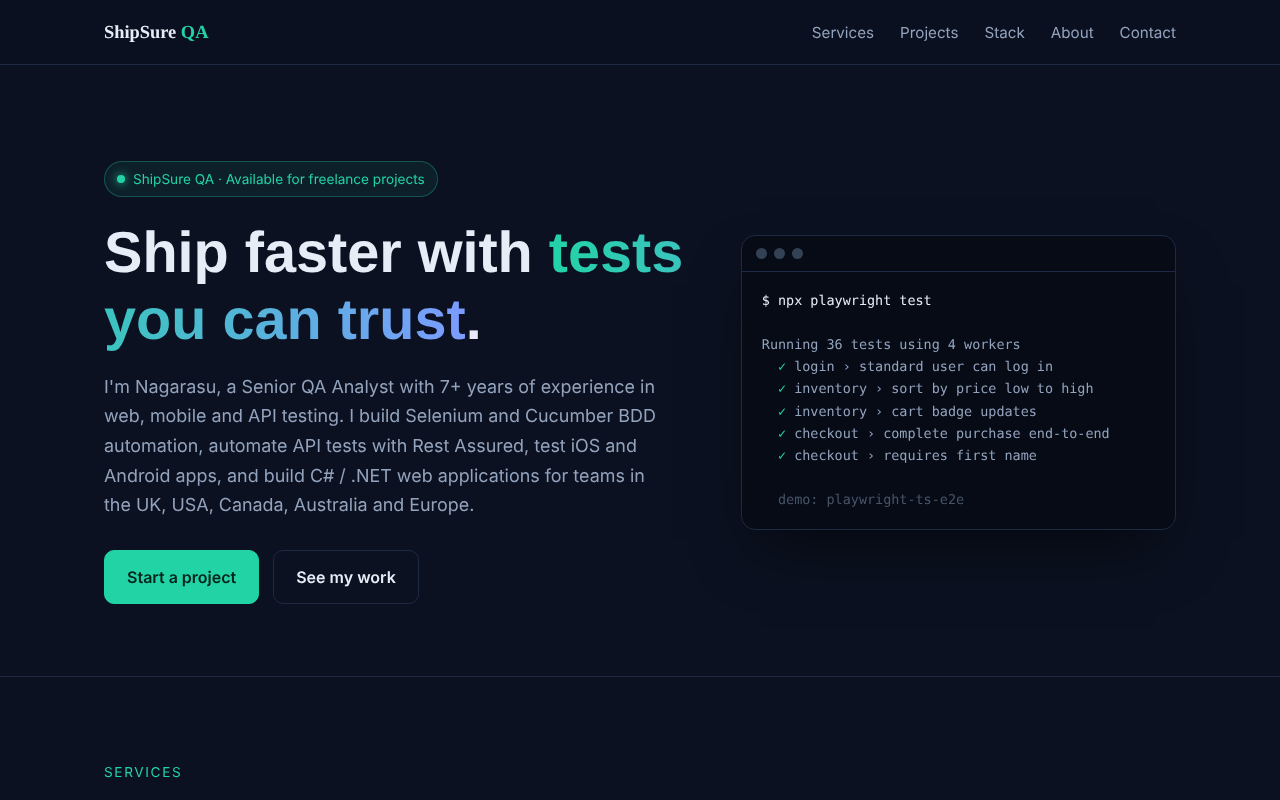 ShipSure QA
Services Projects Stack About Contact
ShipSure QA · Available for freelance projects
Ship faster with tests
you can trust.
I'm Nagarasu, a Senior QA Analyst with 7+ years of experience in
web, mobile and API testing. I build Selenium and Cucumber BDD
automation, automate API tests with Rest Assured, test iOS and
Android apps, and build C# / .NET web applications for teams in
the UK, USA, Canada, Australia and Europe.
Start a project See my work
$ npx playwright test
Running 36 tests using 4 workers
✓ login › standard user can log in
✓ inventory › sort by price low to high
✓ inventory › cart badge updates
✓ checkout › complete purchase end-to-end
✓ checkout › requires first name
demo: playwright-ts-e2e
SERVICES